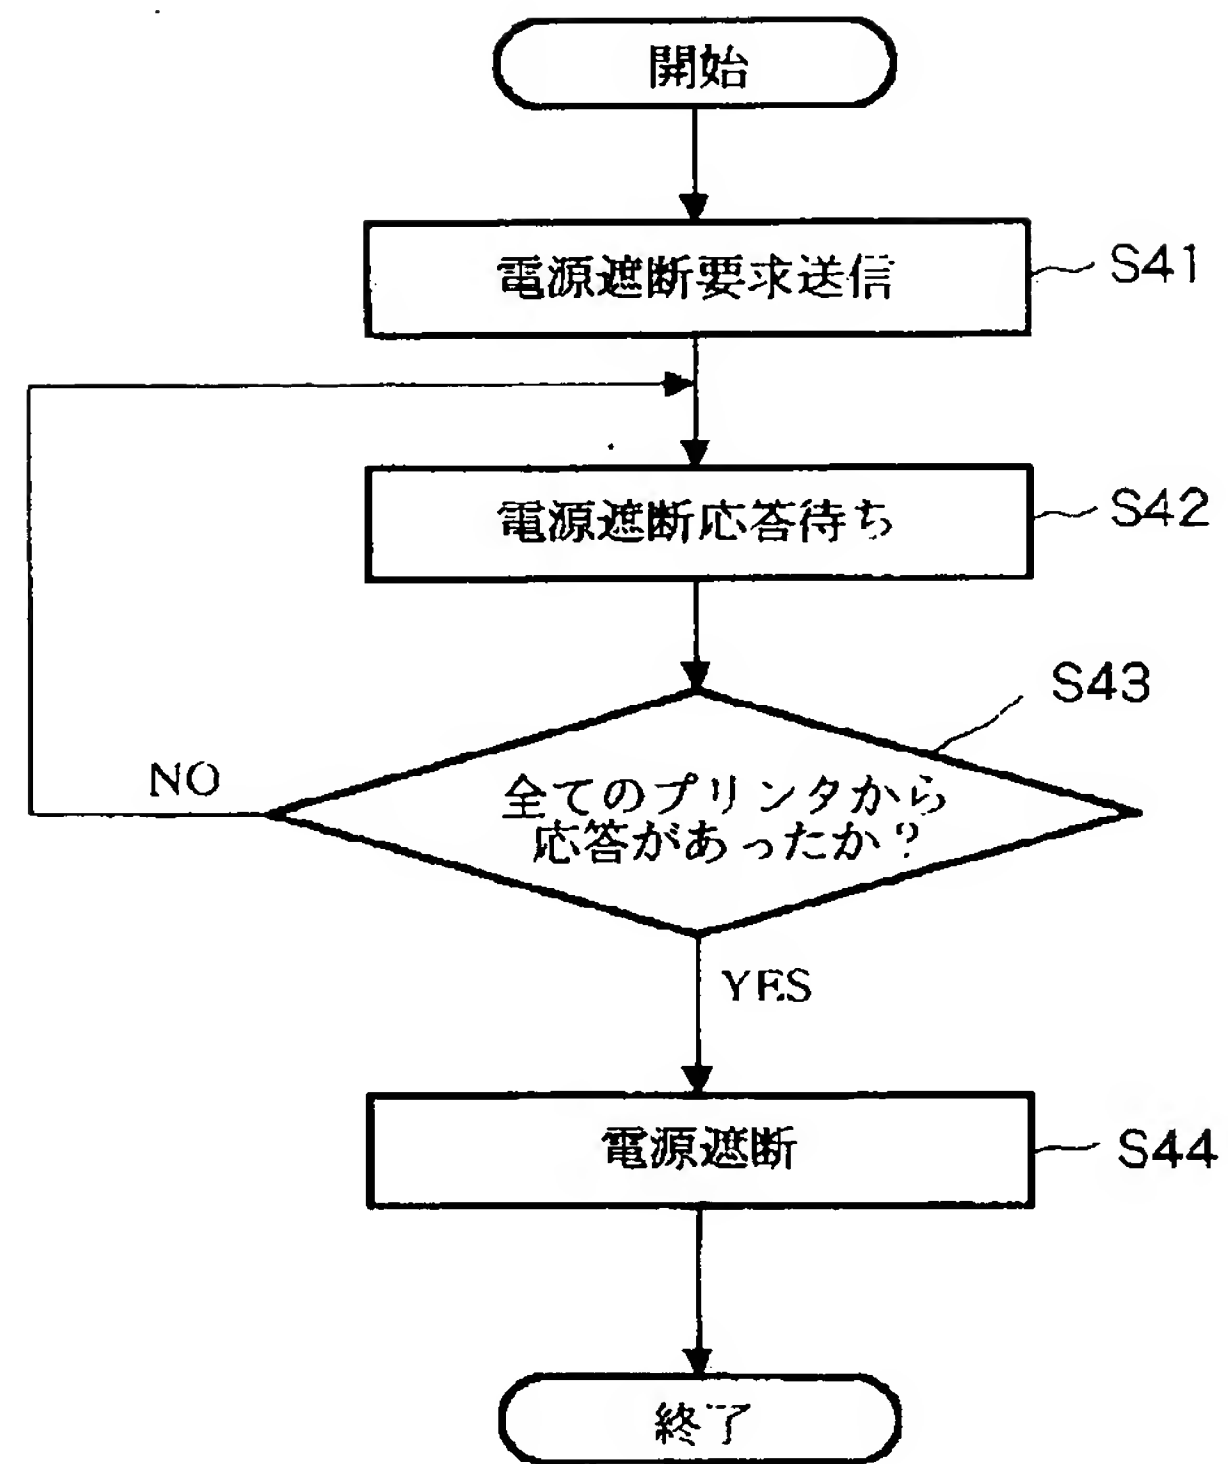 開始
電源遮断要求送信
S41
電源遮断応答待ち
S42
S43
全てのプリンタから
応答があったか?
NO
YES
電源遮断
S44
終了